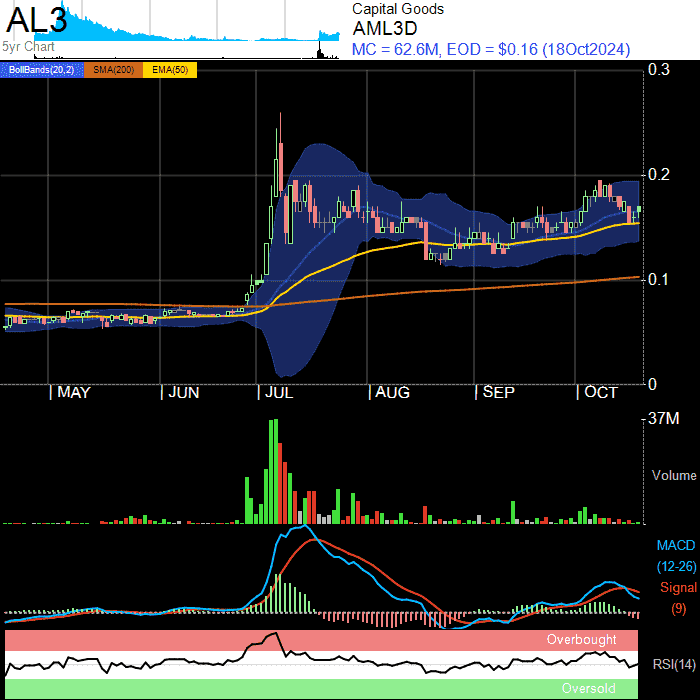 AL3
5yr Chart
Capital Goods
AML3D
MC = 62.6M, EOD = $0.16 (18Oct2024)
BollBands(20,2) SMA(200) EMA(50)
0.3
0.2
0.1
0
MAY JUN JUL AUG SEP OCT
37M
Volume
MACD
(12-26)
Signal
(9)
Overbought
RSI(14)
Oversold